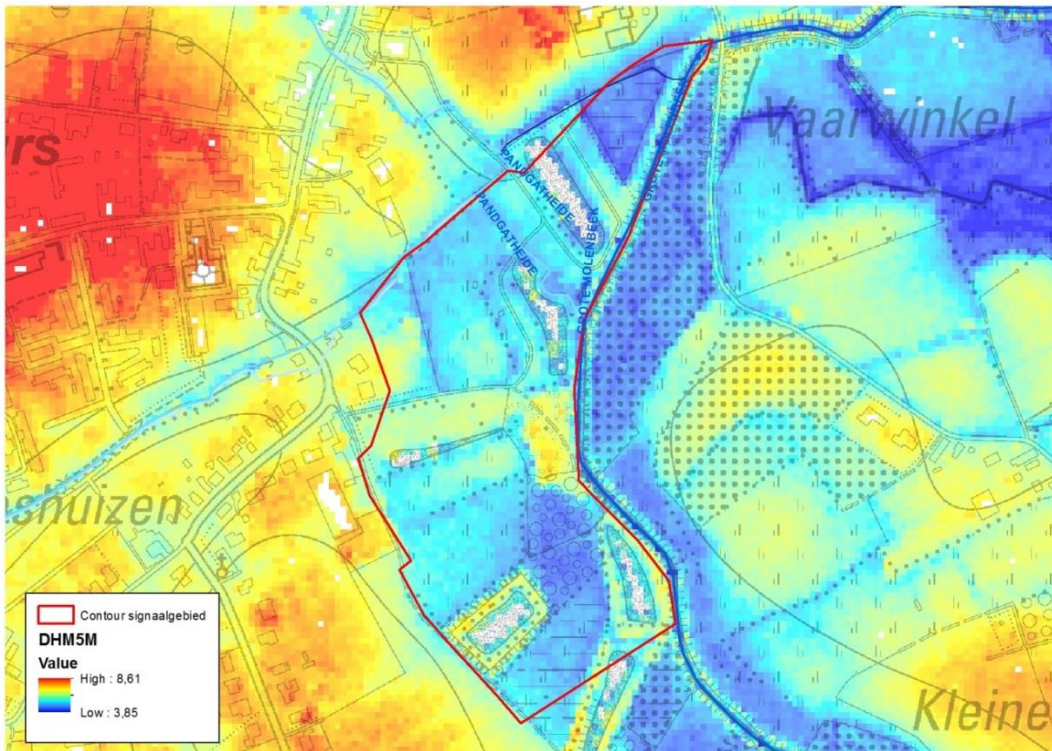 Vaarwinkel
rs
PANDGATHEIDE
PANDGATHEIDE
GROTE MOLENBEEK
shuizen
Kleine
Contour signaalgebied
DHM5M
Value
High : 8,61
Low : 3,85